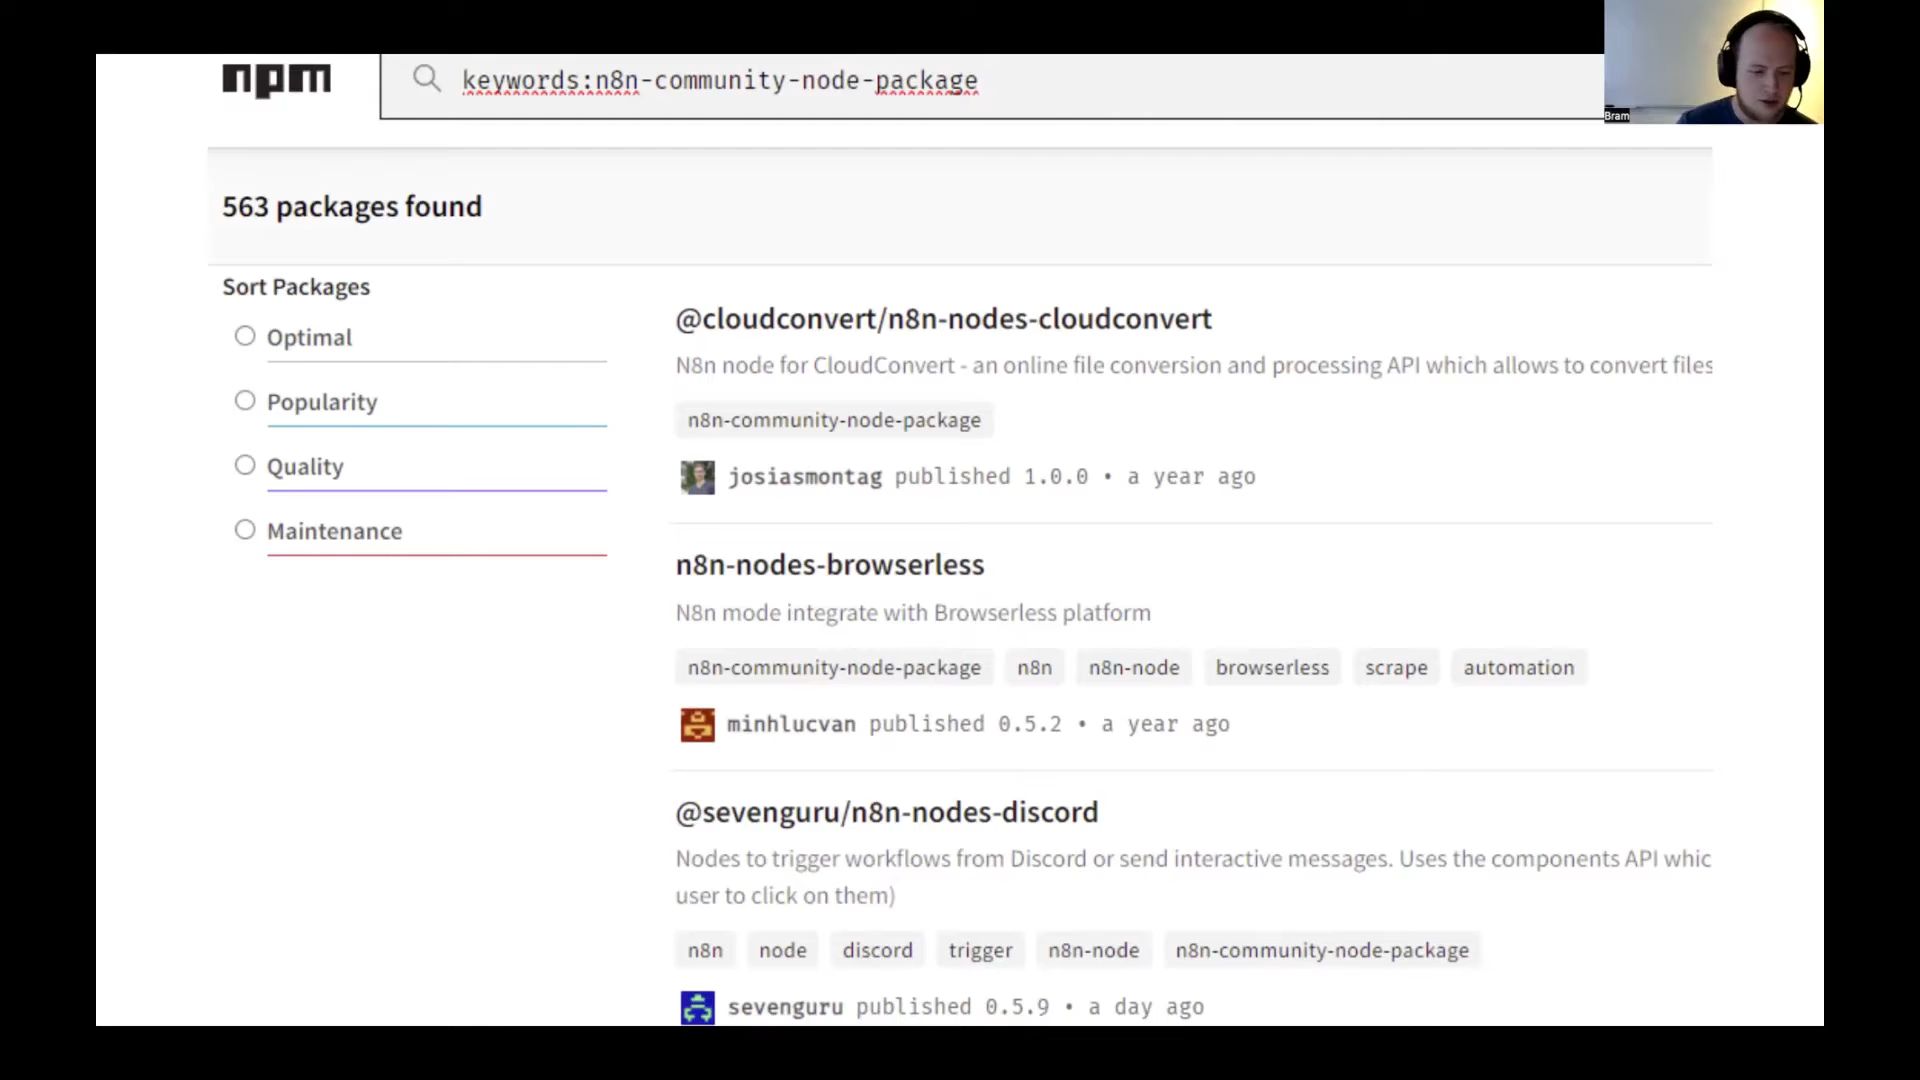 npm
keywords:n8n-community-node-package
Bram
563 packages found
Sort Packages
Optimal
Popularity
Quality
Maintenance
@cloudconvert/n8n-nodes-cloudconvert
N8n node for CloudConvert - an online file conversion and processing API which allows to convert files
n8n-community-node-package
josiasmontag published 1.0.0 • a year ago
n8n-nodes-browserless
N8n mode integrate with Browserless platform
n8n-community-node-package n8n n8n-node browserless scrape automation
minhlucvan published 0.5.2 • a year ago
@sevenguru/n8n-nodes-discord
Nodes to trigger workflows from Discord or send interactive messages. Uses the components API whic
user to click on them)
n8n node discord trigger n8n-node n8n-community-node-package
sevenguru published 0.5.9 • a day ago